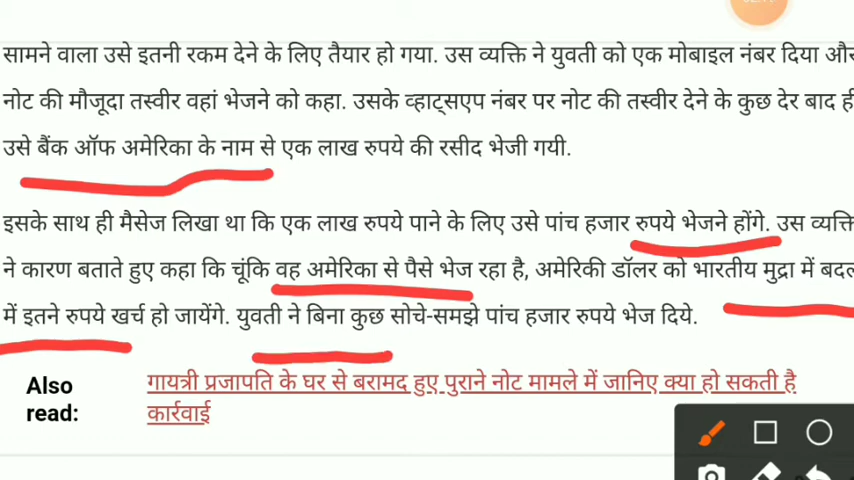 सामने वाला उसे इतनी रकम देने के लिए तैयार हो गया. उस व्यक्ति ने युवती को एक मोबाइल नंबर दिया और
नोट की मौजूदा तस्वीर वहां भेजने को कहा. उसके व्हाट्सएप नंबर पर नोट की तस्वीर देने के कुछ देर बाद ही
उसे बैंक ऑफ अमेरिका के नाम से एक लाख रुपये की रसीद भेजी गयी.
इसके साथ ही मैसेज लिखा था कि एक लाख रुपये पाने के लिए उसे पांच हजार रुपये भेजने होंगे. उस व्यक्ति
ने कारण बताते हुए कहा कि चूंकि वह अमेरिका से पैसे भेज रहा है, अमेरिकी डॉलर को भारतीय मुद्रा में बदल
में इतने रुपये खर्च हो जायेंगे. युवती ने बिना कुछ सोचे-समझे पांच हजार रुपये भेज दिये.
Also read: गायत्री प्रजापति के घर से बरामद हुए पुराने नोट मामले में जानिए क्या हो सकती है
कार्रवाई